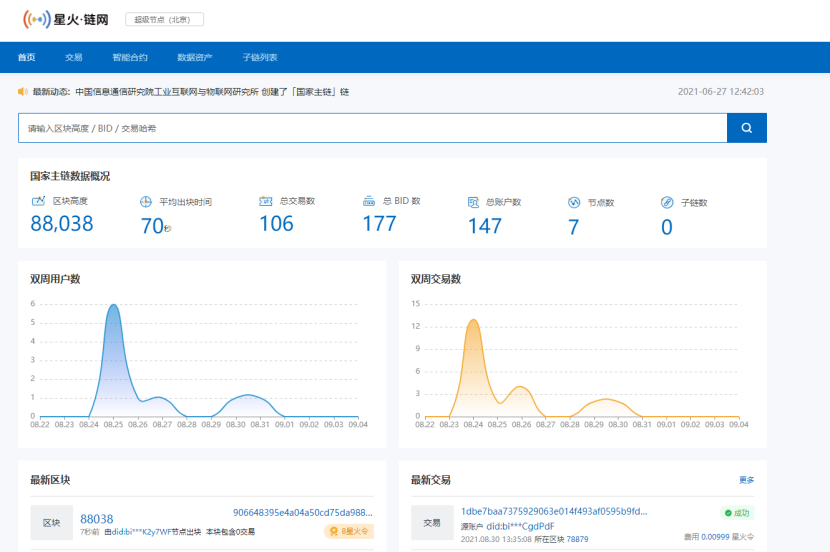 星火·链网 超级节点（北京）
首页 交易 智能合约 数据资产 子链列表
最新动态：中国信息通信研究院工业互联网与物联网研究所 创建了「国家主链」链 2021-06-27 12:42:03
请输入区块高度 / BID / 交易哈希
国家主链数据概况
区块高度 平均出块时间 总交易数 总 BID 数 总账户数 节点数 子链数
88,038 70秒 106 177 147 7 0
双周用户数
6
5
4
3
2
1
0
08.22 08.23 08.24 08.25 08.26 08.27 08.28 08.29 08.30 08.31 09.01 09.02 09.03 09.04
双周交易数
15
12
9
6
3
0
08.22 08.23 08.24 08.25 08.26 08.27 08.28 08.29 08.30 08.31 09.01 09.02 09.03 09.04
最新区块
区块
88038 906648395e4a04a50cd75da988...
7秒前 由did:bi***K2y7WF节点出块 本块包含0交易 8星火令
最新交易 更多
交易
1dbe7baa7375929063e014f493af0595b9fd... 成功
源账户 did:bi***CgdPdF
2021.08.30 13:35:08 所在区块 78879 费用 0.00999 星火令